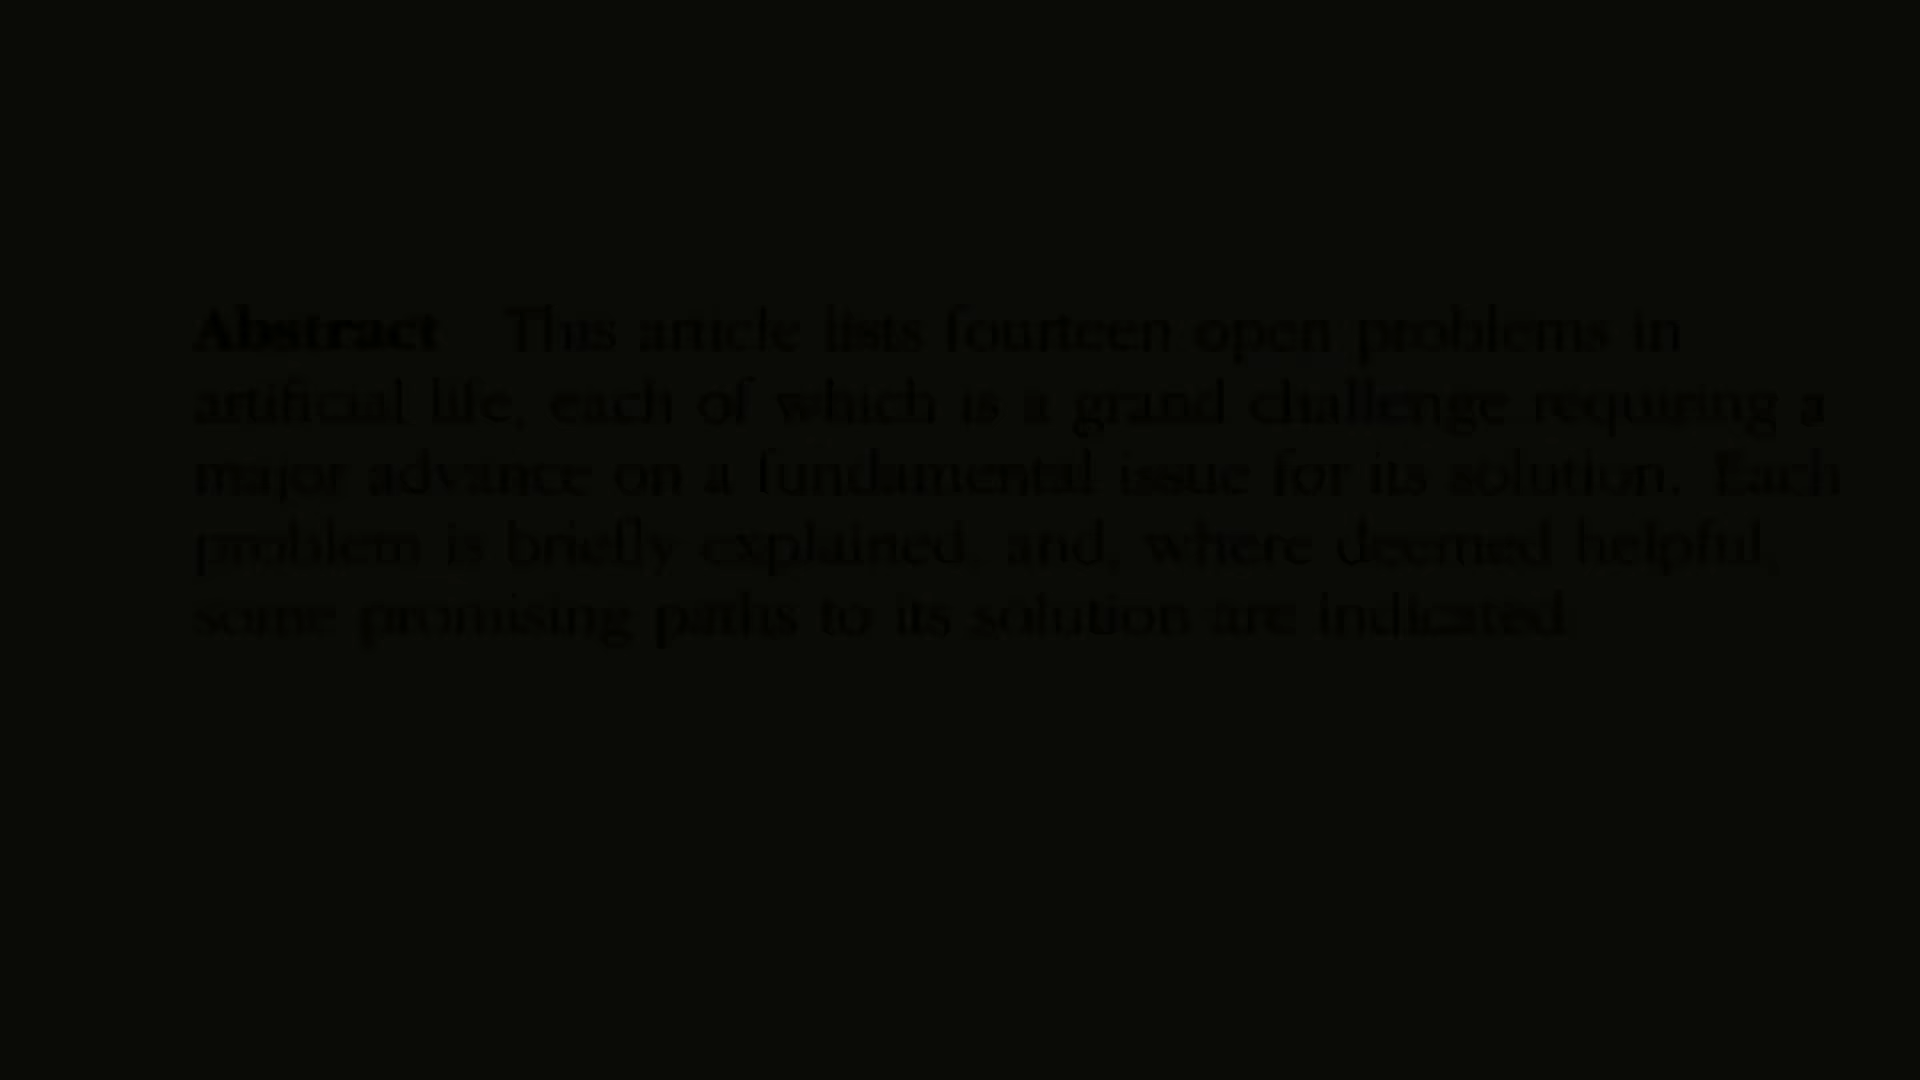 Abstract This article lists fourteen open problems in
artificial life, each of which is a grand challenge requiring a
major advance on a fundamental issue for its solution. Each
problem is briefly explained, and, where deemed helpful,
some promising paths to its solution are indicated